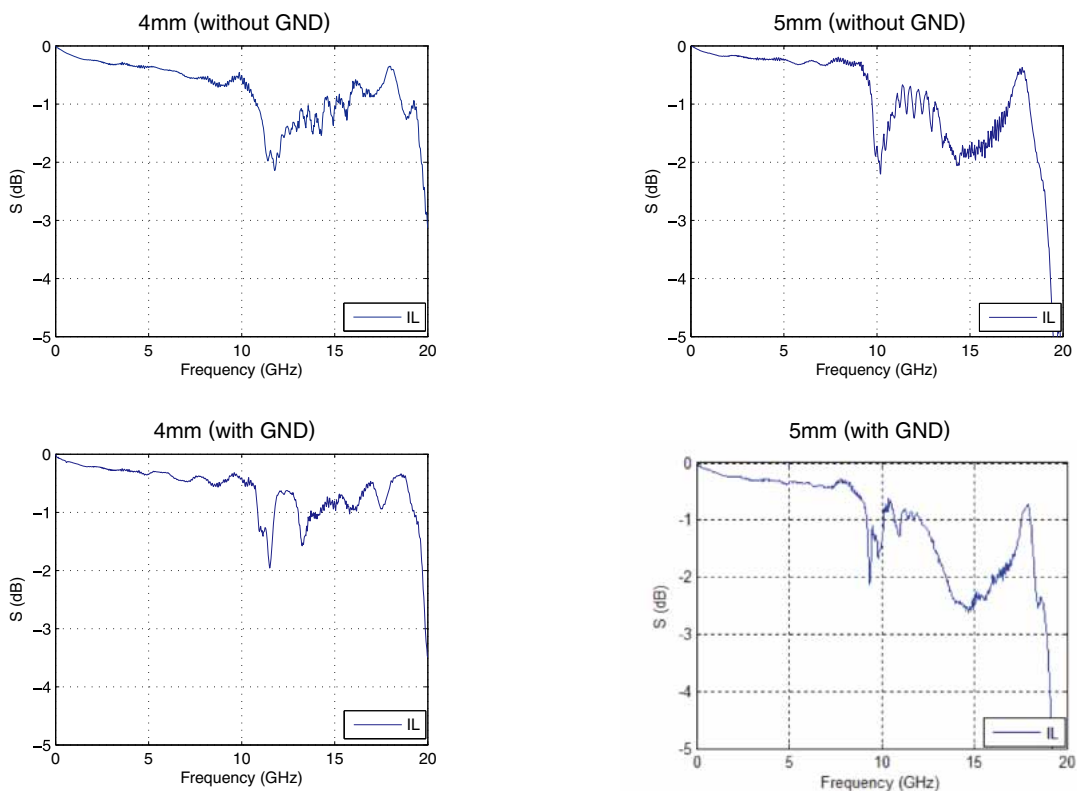 4mm (without GND)
0
−1
−2
−3
−4
−5
S (dB)
IL
0 5 10 15 20
Frequency (GHz)
5mm (without GND)
0
−1
−2
−3
−4
−5
S (dB)
IL
0 5 10 15 20
Frequency (GHz)
4mm (with GND)
0
−1
−2
−3
−4
−5
S (dB)
IL
0 5 10 15 20
Frequency (GHz)
5mm (with GND)
0
-1
-2
-3
-4
-5
S (dB)
IL
0 5 10 15 20
Frequency (GHz)